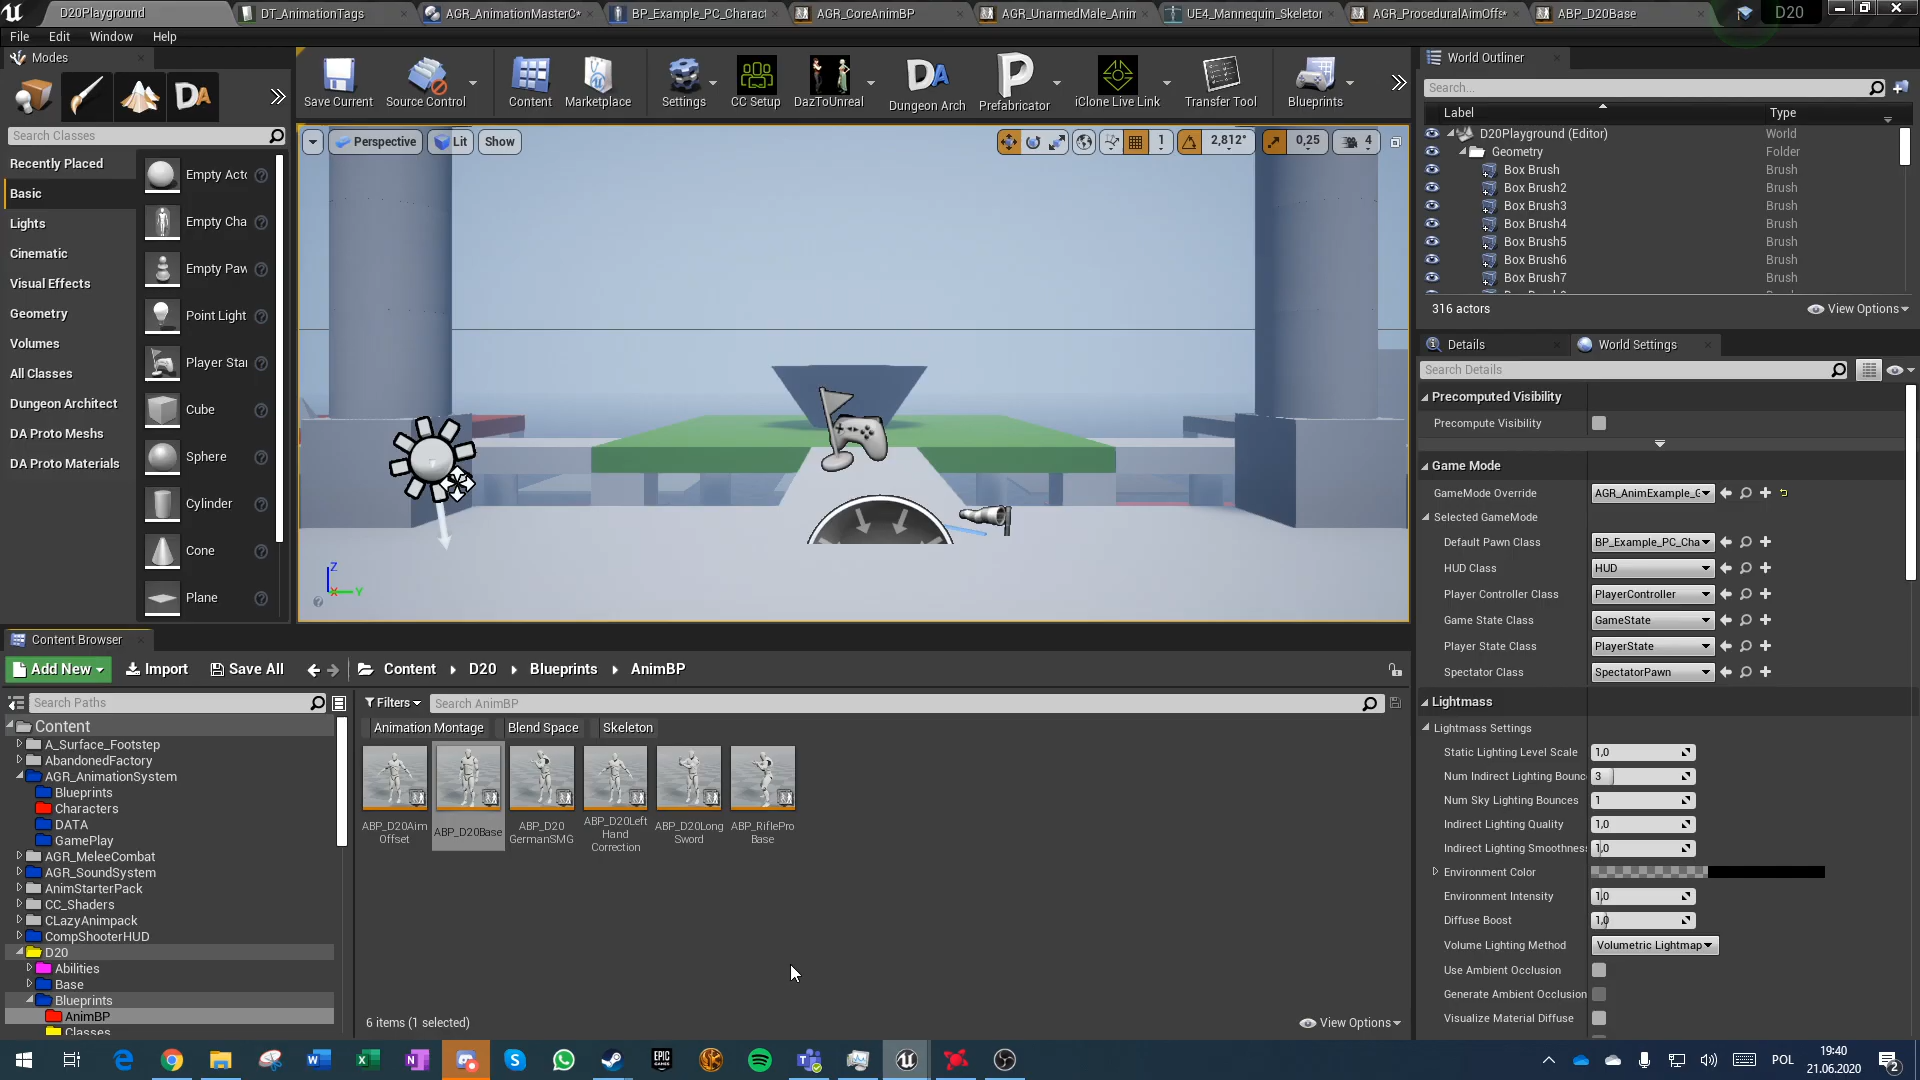 D20Playground
DT_AnimationTags
AGR_AnimationMasterC*
BP_Example_PC_Charact
AGR_CoreAnimBP
AGR_UnarmedMale_Anim
UE4_Mannequin_Skeleton
AGR_ProceduralAimOffs*
ABP_D20Base
D20
File Edit Window Help
Modes
Save Current
Source Control
Content
Marketplace
Settings
CC Setup
DazToUnreal
Dungeon Arch
Prefabricator
iClone Live Link
Transfer Tool
Blueprints
Search Classes
Recently Placed
Basic
Lights
Cinematic
Visual Effects
Geometry
Volumes
All Classes
Dungeon Architect
DA Proto Meshs
DA Proto Materials
Empty Acto
Empty Cha
Empty Paw
Point Light
Player Star
Cube
Sphere
Cylinder
Cone
Plane
Perspective Lit Show
1 2,812° 0,25 4
Z
X Y
World Outliner
Search...
Label Type
D20Playground (Editor) World
Geometry Folder
Box Brush Brush
Box Brush2 Brush
Box Brush3 Brush
Box Brush4 Brush
Box Brush5 Brush
Box Brush6 Brush
Box Brush7 Brush
316 actors View Options
Details World Settings
Search Details
Precomputed Visibility
Precompute Visibility
Game Mode
GameMode Override AGR_AnimExample_G
Selected GameMode
Default Pawn Class BP_Example_PC_Cha
HUD Class HUD
Player Controller Class PlayerController
Game State Class GameState
Player State Class PlayerState
Spectator Class SpectatorPawn
Lightmass
Lightmass Settings
Static Lighting Level Scale 1,0
Num Indirect Lighting Bounc 3
Num Sky Lighting Bounces 1
Indirect Lighting Quality 1,0
Indirect Lighting Smoothnes 1,0
Environment Color
Environment Intensity 1,0
Diffuse Boost 1,0
Volume Lighting Method Volumetric Lightmap
Use Ambient Occlusion
Generate Ambient Occlusion
Visualize Material Diffuse
Content Browser
Add New Import Save All Content D20 Blueprints AnimBP
Search Paths
Filters Search AnimBP
Animation Montage Blend Space Skeleton
Content
A_Surface_Footstep
AbandonedFactory
AGR_AnimationSystem
Blueprints
Characters
DATA
GamePlay
AGR_MeleeCombat
AGR_SoundSystem
AnimStarterPack
CC_Shaders
CLazyAnimpack
CompShooterHUD
D20
Abilities
Base
Blueprints
AnimBP
Classes
ABP_D20Aim
Offset
ABP_D20Base
ABP_D20
GermanSMG
ABP_D20Left
Hand
Correction
ABP_D20Long
Sword
ABP_RiflePro
Base
6 items (1 selected) View Options
EPIC
POL
19:40
21.06.2020
2